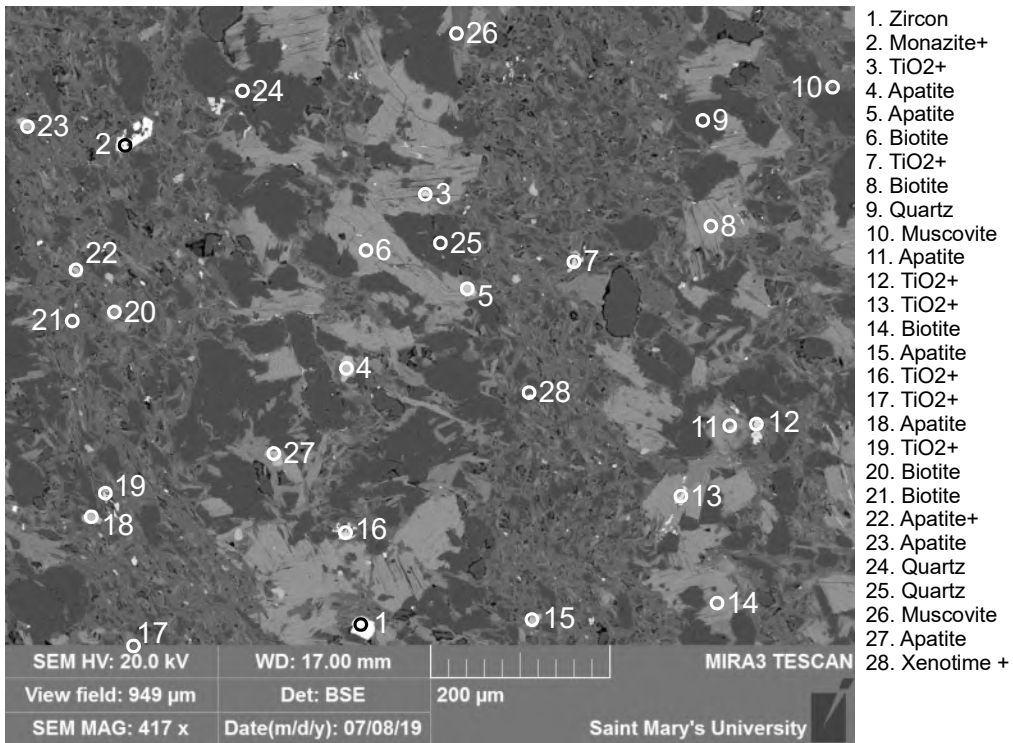 26
24
10
23
9
2
3
8
25
6
7
22
5
20
21
4
28
11
12
27
19
13
18
16
14
15
1
17
SEM HV: 20.0 kV WD: 17.00 mm MIRA3 TESCAN
View field: 949 µm Det: BSE 200 µm
SEM MAG: 417 x Date(m/d/y): 07/08/19 Saint Mary's University
1. Zircon
2. Monazite+
3. TiO2+
4. Apatite
5. Apatite
6. Biotite
7. TiO2+
8. Biotite
9. Quartz
10. Muscovite
11. Apatite
12. TiO2+
13. TiO2+
14. Biotite
15. Apatite
16. TiO2+
17. TiO2+
18. Apatite
19. TiO2+
20. Biotite
21. Biotite
22. Apatite+
23. Apatite
24. Quartz
25. Quartz
26. Muscovite
27. Apatite
28. Xenotime +